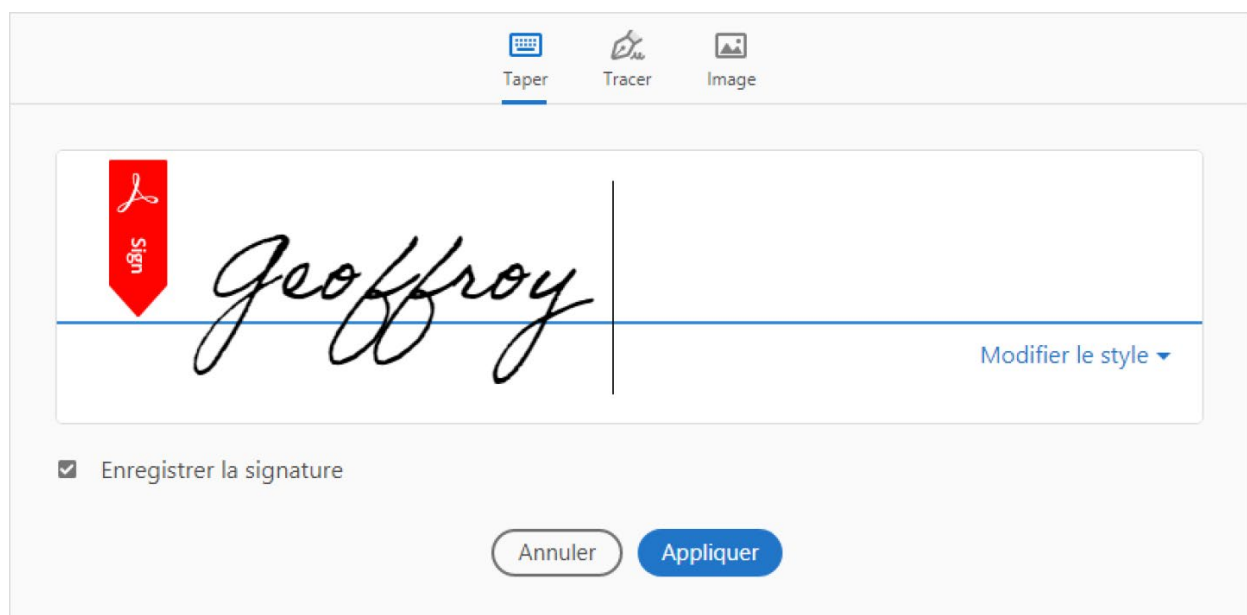 Taper Tracer Image
Sign
Geoffroy
Modifier le style
Enregistrer la signature
Annuler Appliquer